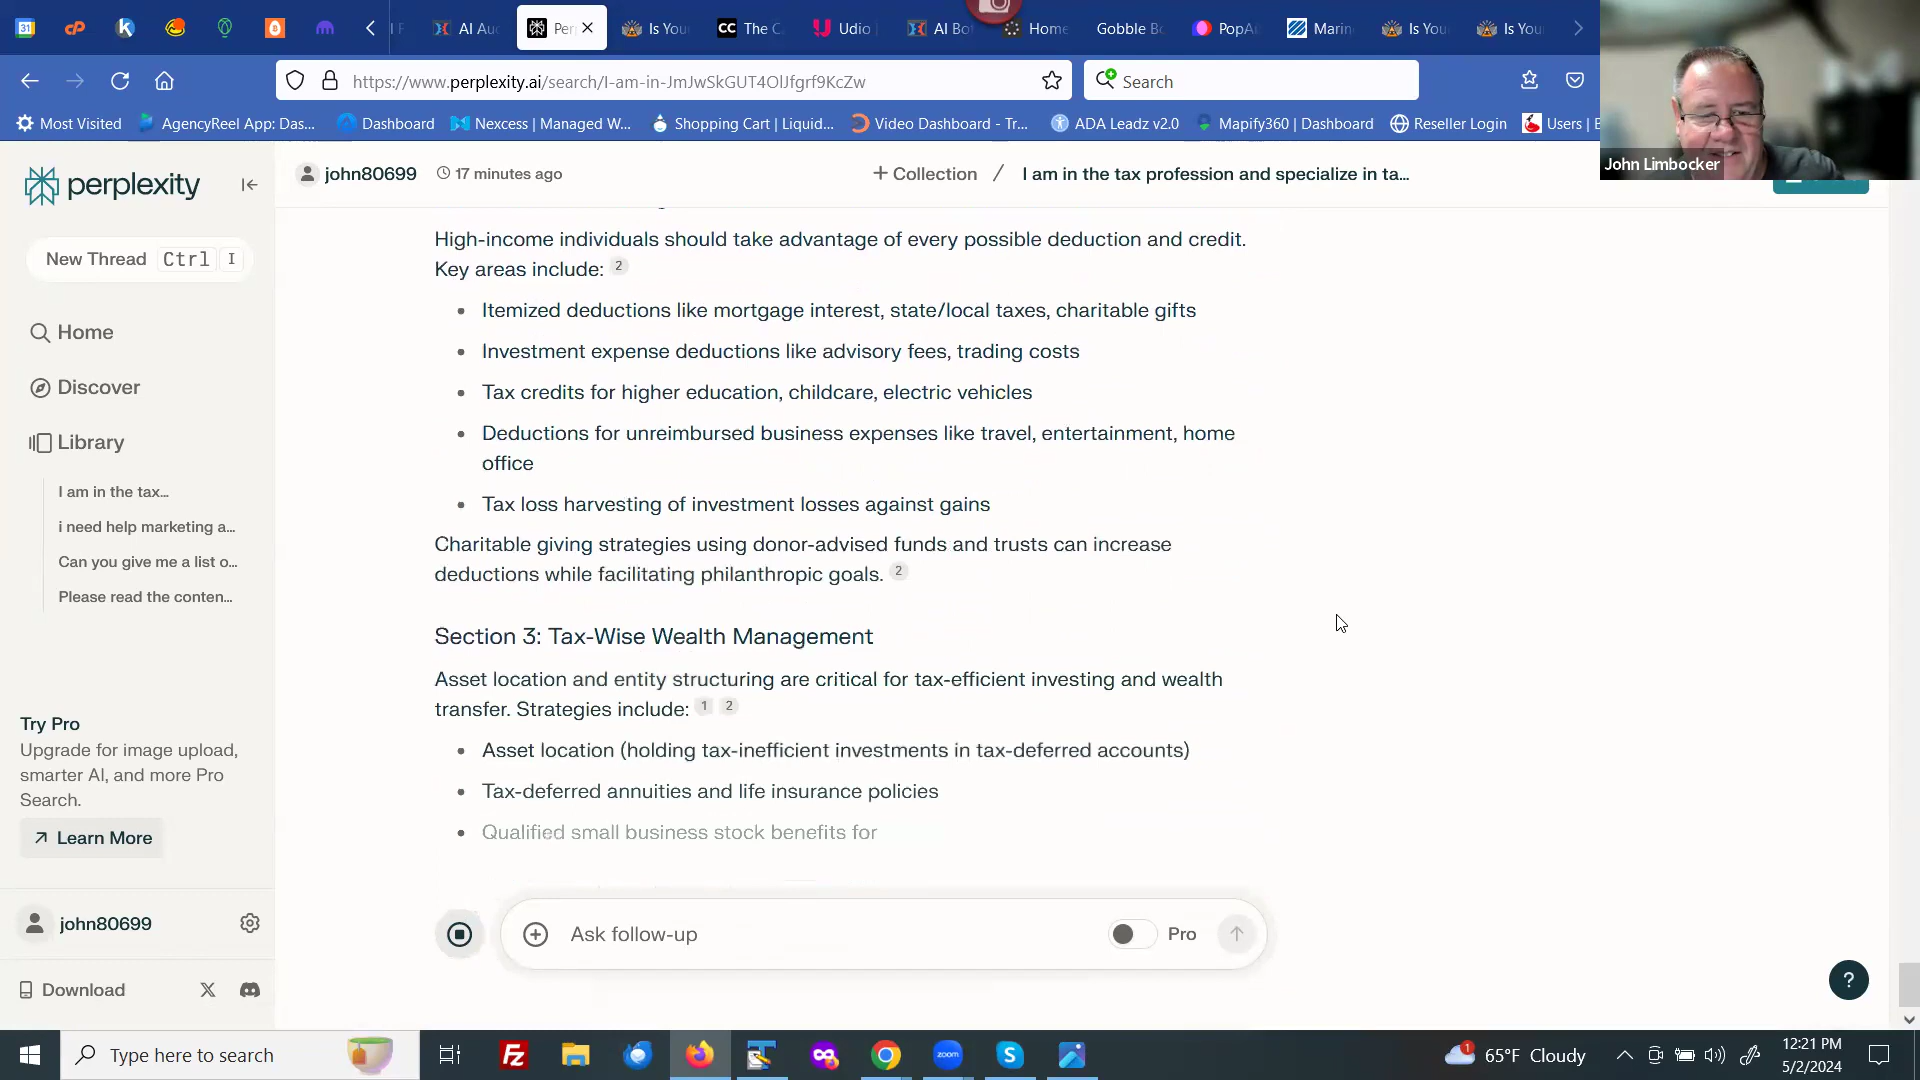 AI Au
Per
Is You
CC The C
Udio
AI Bo
Home
Gobble Bo
PopA
Marin
Is You
Is You
https://www.perplexity.ai/search/I-am-in-JmJwSkGUT4OlJfgrf9KcZw
Search
Most Visited
AgencyReel App: Das...
Dashboard
Nexcess | Managed W...
Shopping Cart | Liquid...
Video Dashboard - Tr...
ADA Leadz v2.0
Mapify360 | Dashboard
Reseller Login
Users | E
John Limbocker
perplexity
New Thread Ctrl I
Home
Discover
Library
I am in the tax...
i need help marketing a...
Can you give me a list o...
Please read the conten...
Try Pro
Upgrade for image upload,
smarter AI, and more Pro
Search.
Learn More
john80699
Download
john80699
17 minutes ago
+ Collection / I am in the tax profession and specialize in ta...
High-income individuals should take advantage of every possible deduction and credit.
Key areas include: 2
• Itemized deductions like mortgage interest, state/local taxes, charitable gifts
• Investment expense deductions like advisory fees, trading costs
• Tax credits for higher education, childcare, electric vehicles
• Deductions for unreimbursed business expenses like travel, entertainment, home
office
• Tax loss harvesting of investment losses against gains
Charitable giving strategies using donor-advised funds and trusts can increase
deductions while facilitating philanthropic goals. 2
Section 3: Tax-Wise Wealth Management
Asset location and entity structuring are critical for tax-efficient investing and wealth
transfer. Strategies include: 1 2
• Asset location (holding tax-inefficient investments in tax-deferred accounts)
• Tax-deferred annuities and life insurance policies
• Qualified small business stock benefits for
Ask follow-up
Pro
?
Type here to search
zoom
1
65°F Cloudy
12:21 PM
5/2/2024